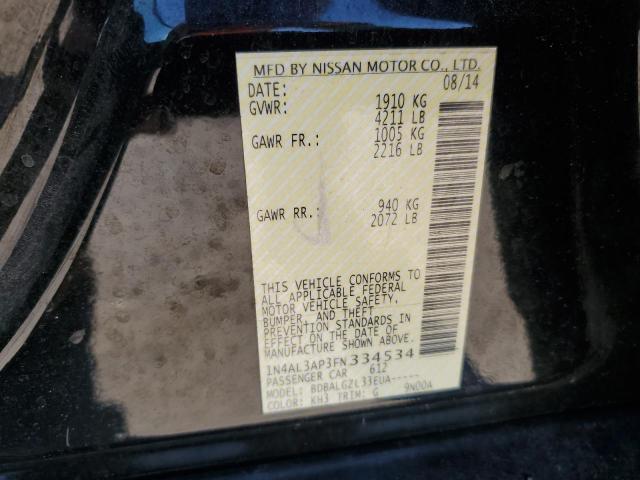 MFD BY NISSAN MOTOR CO., LTD.
DATE: 08/14
GVWR: 1910 KG
4211 LB
GAWR FR.: 1005 KG
2216 LB
GAWR RR.: 940 KG
2072 LB
THIS VEHICLE CONFORMS TO
ALL APPLICABLE FEDERAL
MOTOR VEHICLE SAFETY,
BUMPER, AND THEFT
PREVENTION STANDARDS IN
EFFECT ON THE DATE OF
MANUFACTURE SHOWN ABOVE.
1N4AL3AP3FN334534
PASSENGER CAR 612
MODEL: BDBALGZL33EUA-----
COLOR: KH3 TRIM: G 9N00A